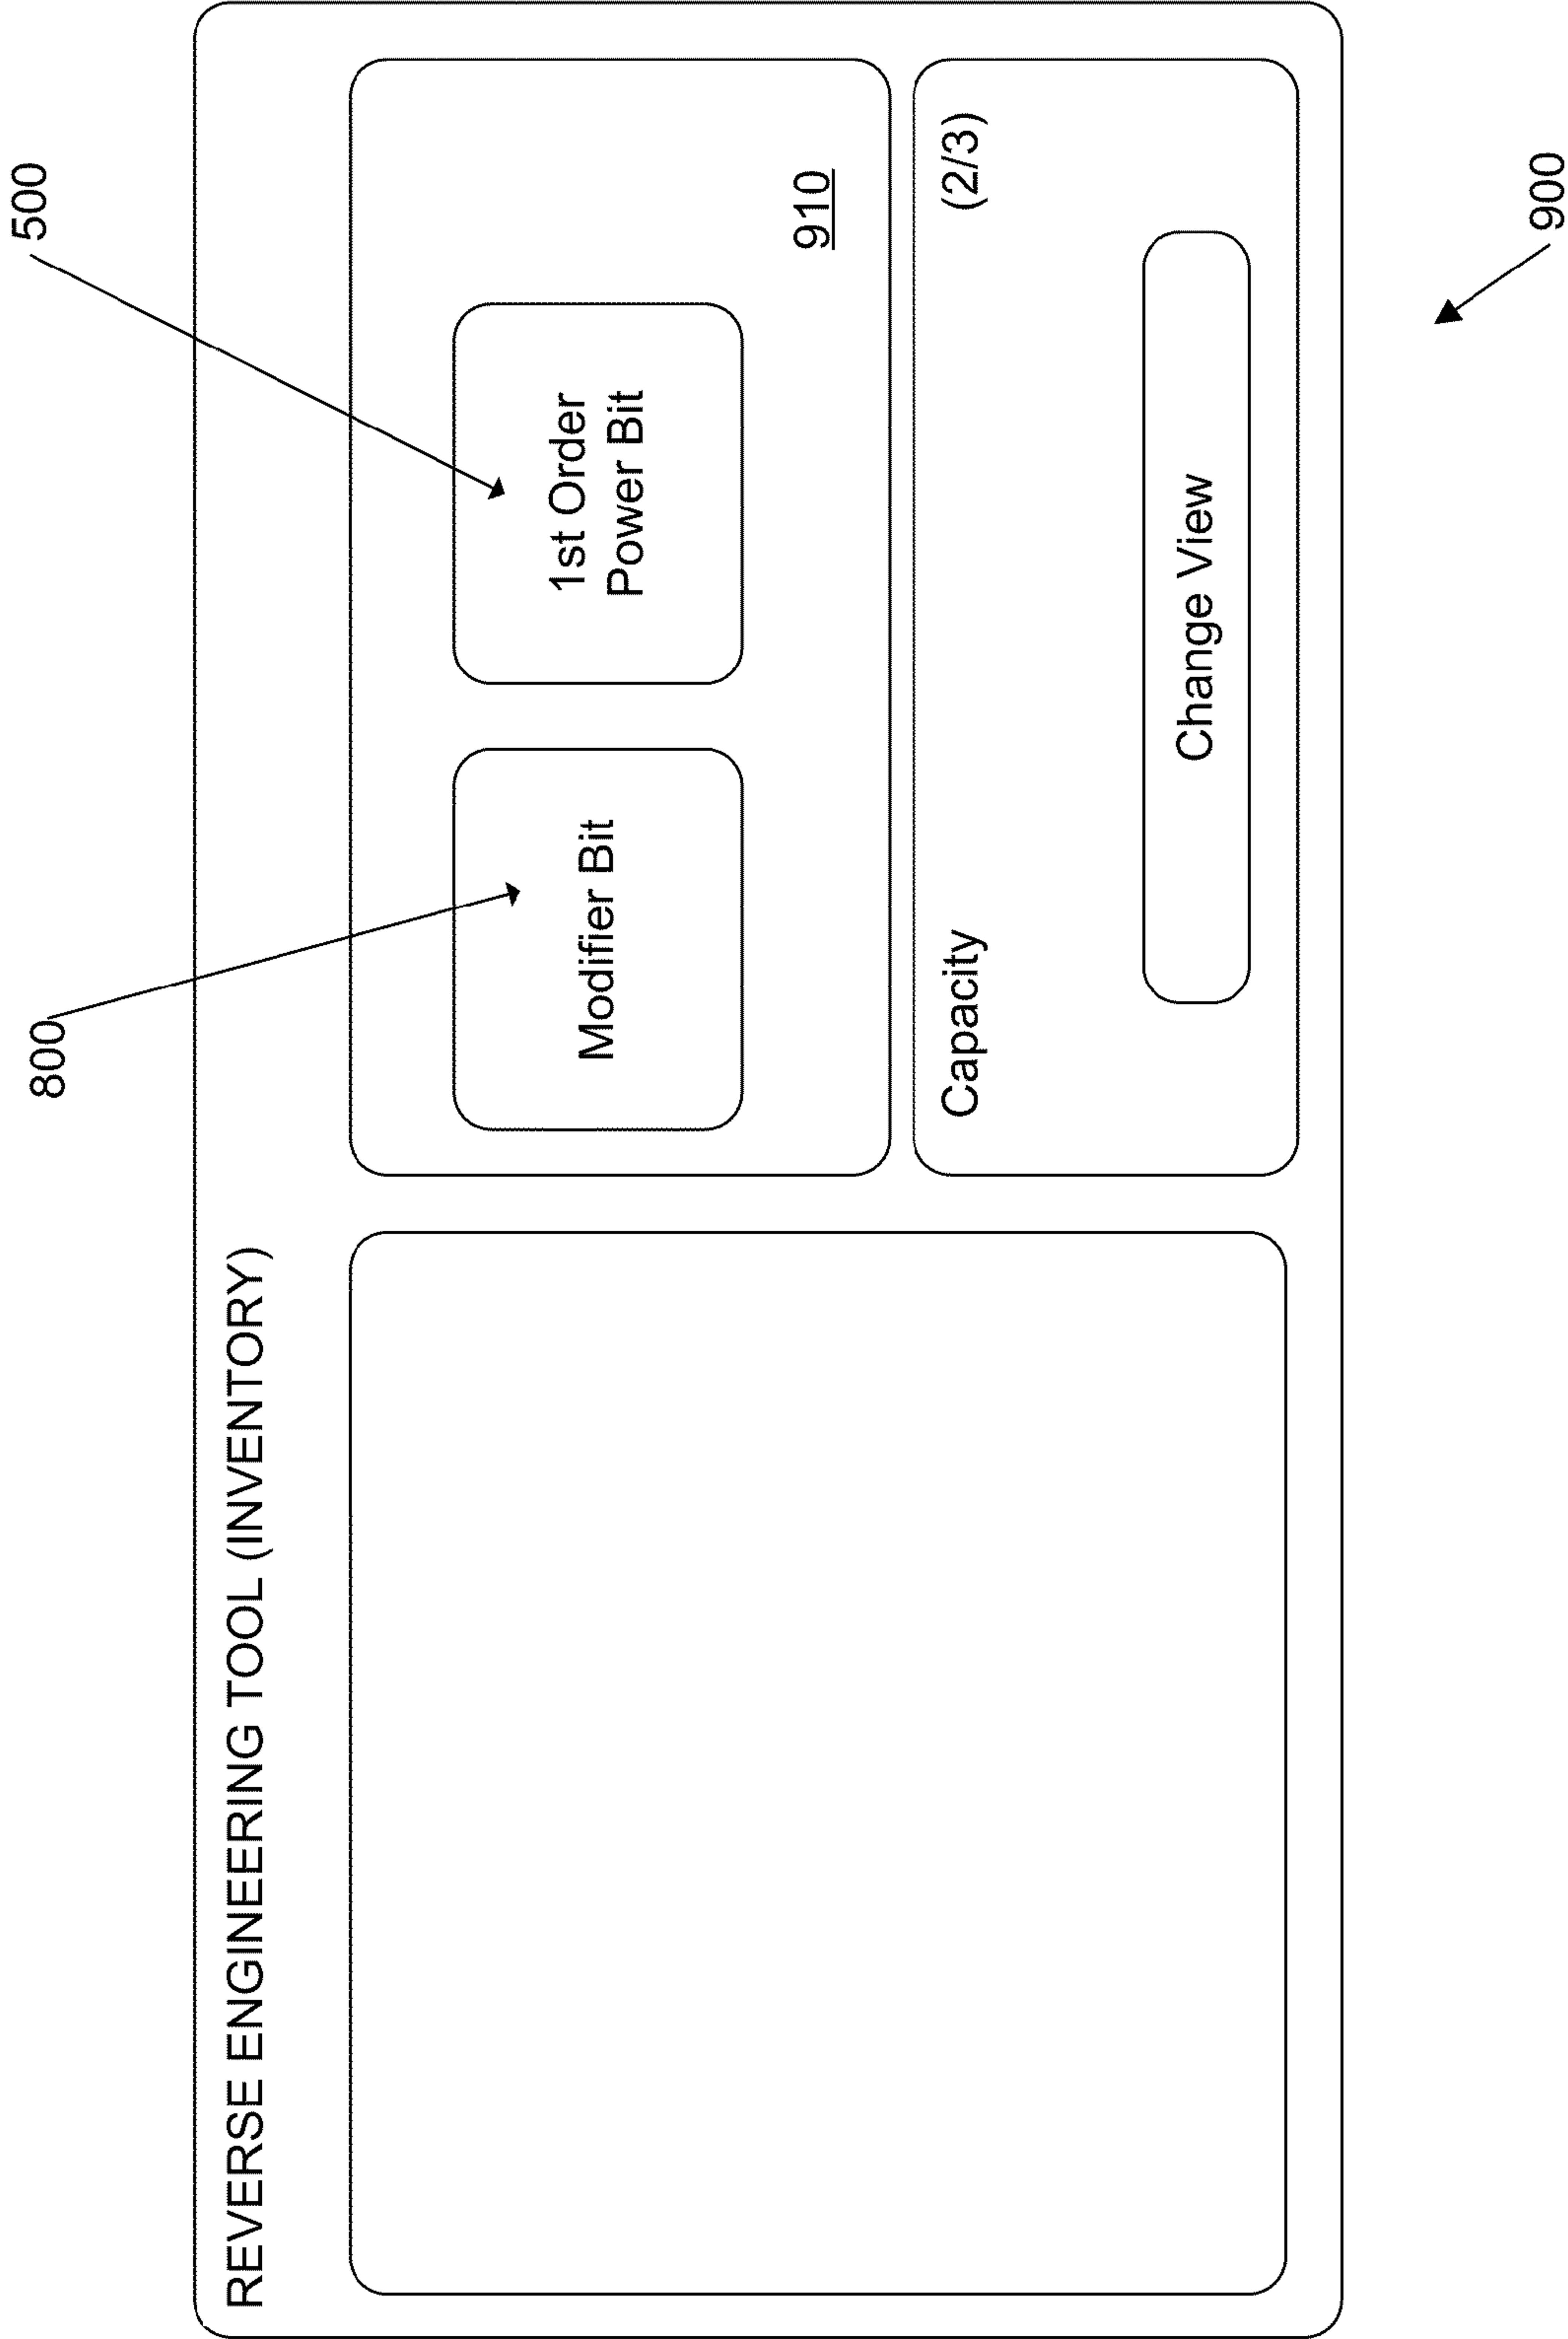 800
500
REVERSE ENGINEERING TOOL (INVENTORY)
Modifier Bit
1st Order
Power Bit
910
Capacity
(2/3)
Change View
900